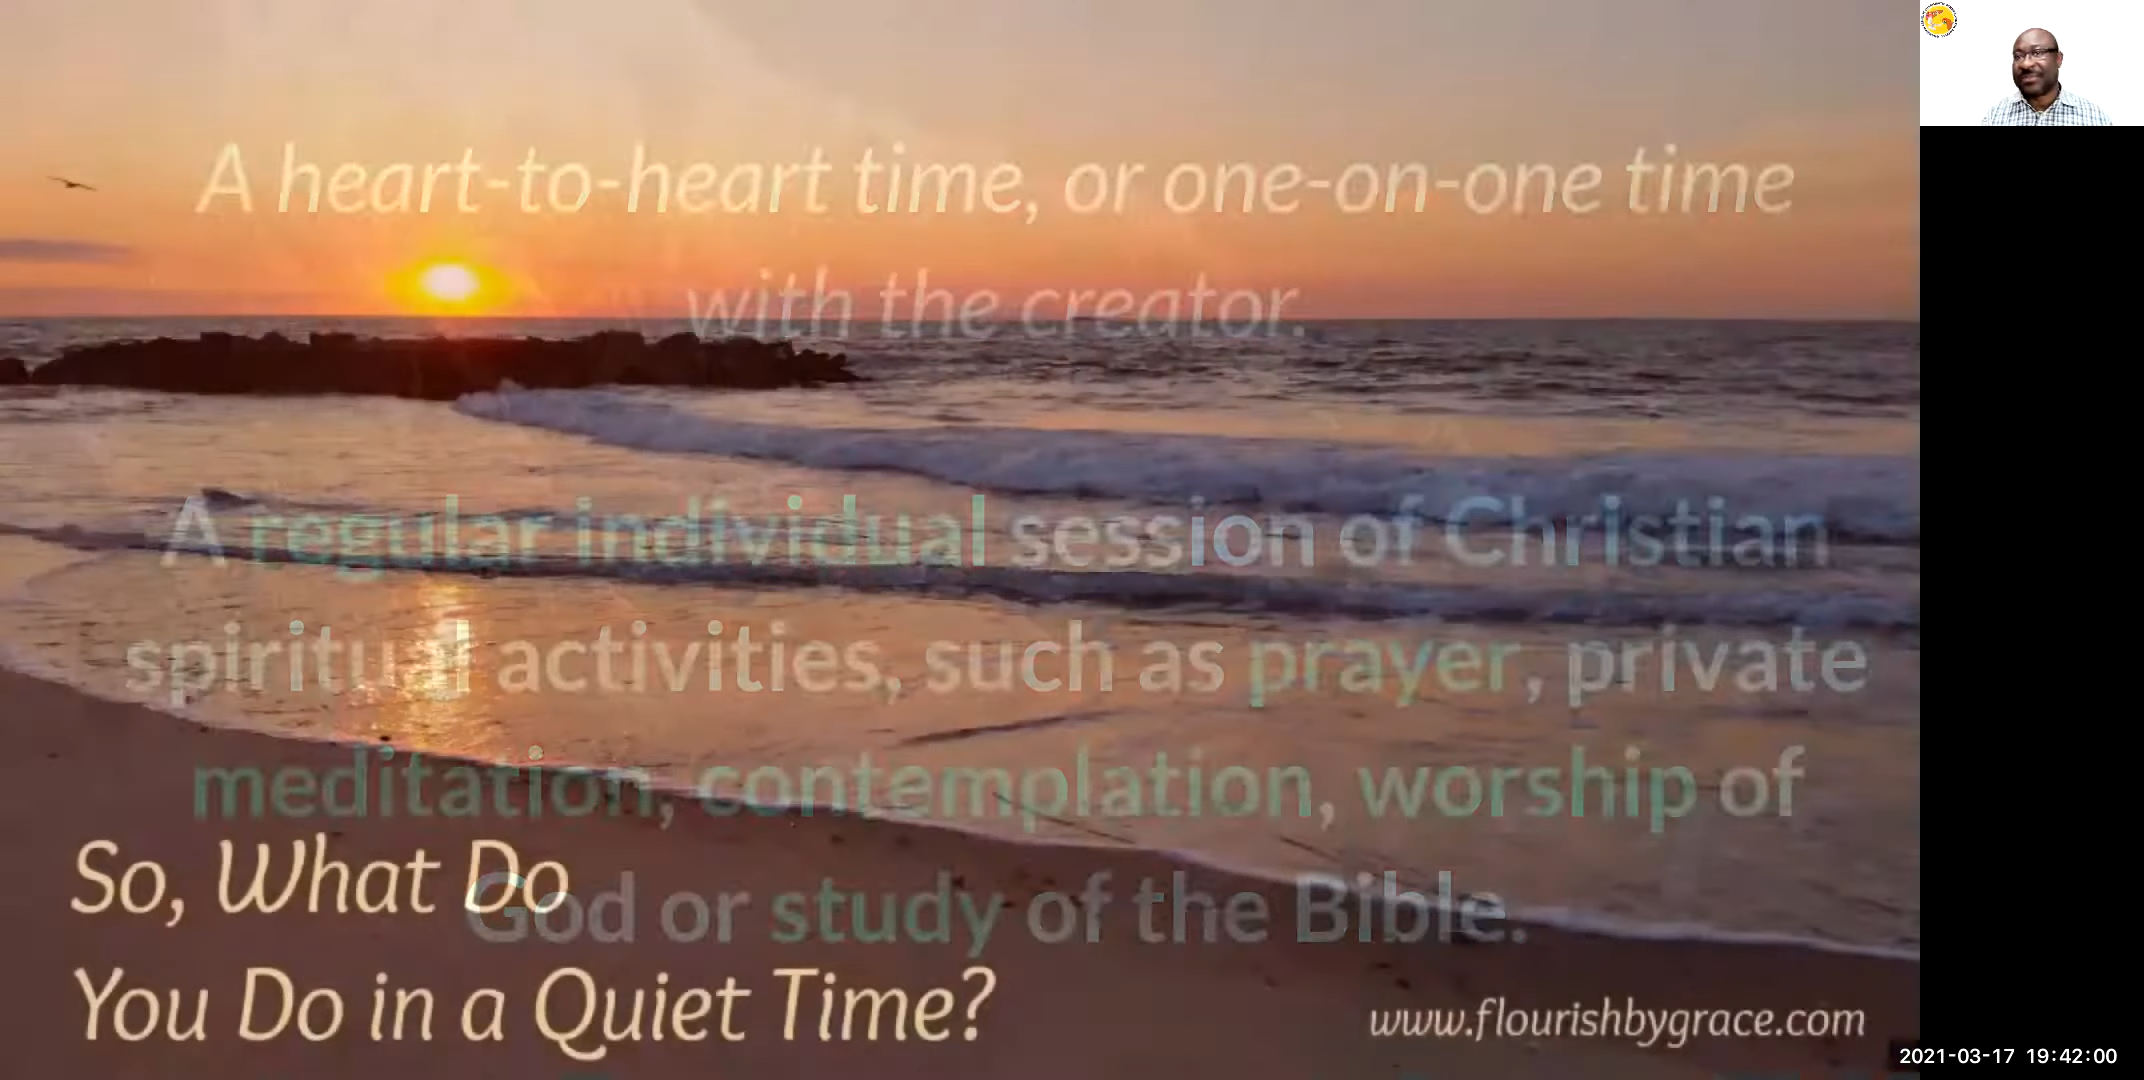 A heart-to-heart time, or one-on-one time
with the creator.
A regular individual session of Christian
spiritual activities, such as prayer, private
meditation, contemplation, worship of
God or study of the Bible.
So, What Do
You Do in a Quiet Time?
www.flourishbygrace.com
2021-03-17 19:42:00